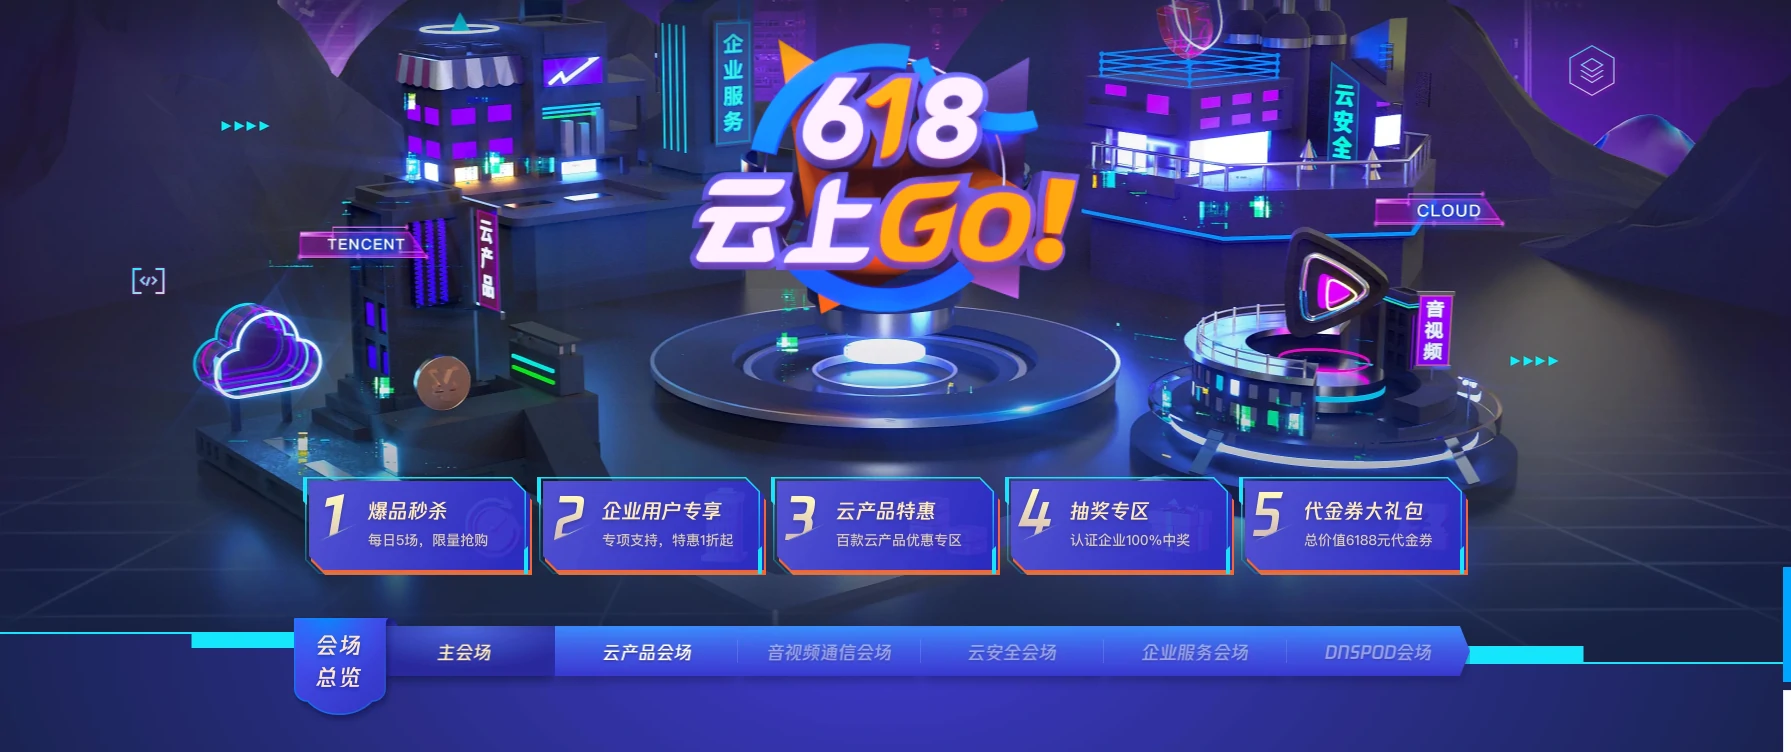 企业服务
618
云上GO!
云安全
TENCENT
CLOUD
云产品
音视频
1
爆品秒杀
每日5场，限量抢购
2
企业用户专享
专项支持，特惠1折起
3
云产品特惠
百款云产品优惠专区
4
抽奖专区
认证企业100%中奖
5
代金券大礼包
总价值6188元代金券
会场
总览
主会场
云产品会场
音视频通信会场
云安全会场
企业服务会场
DNSPOD会场